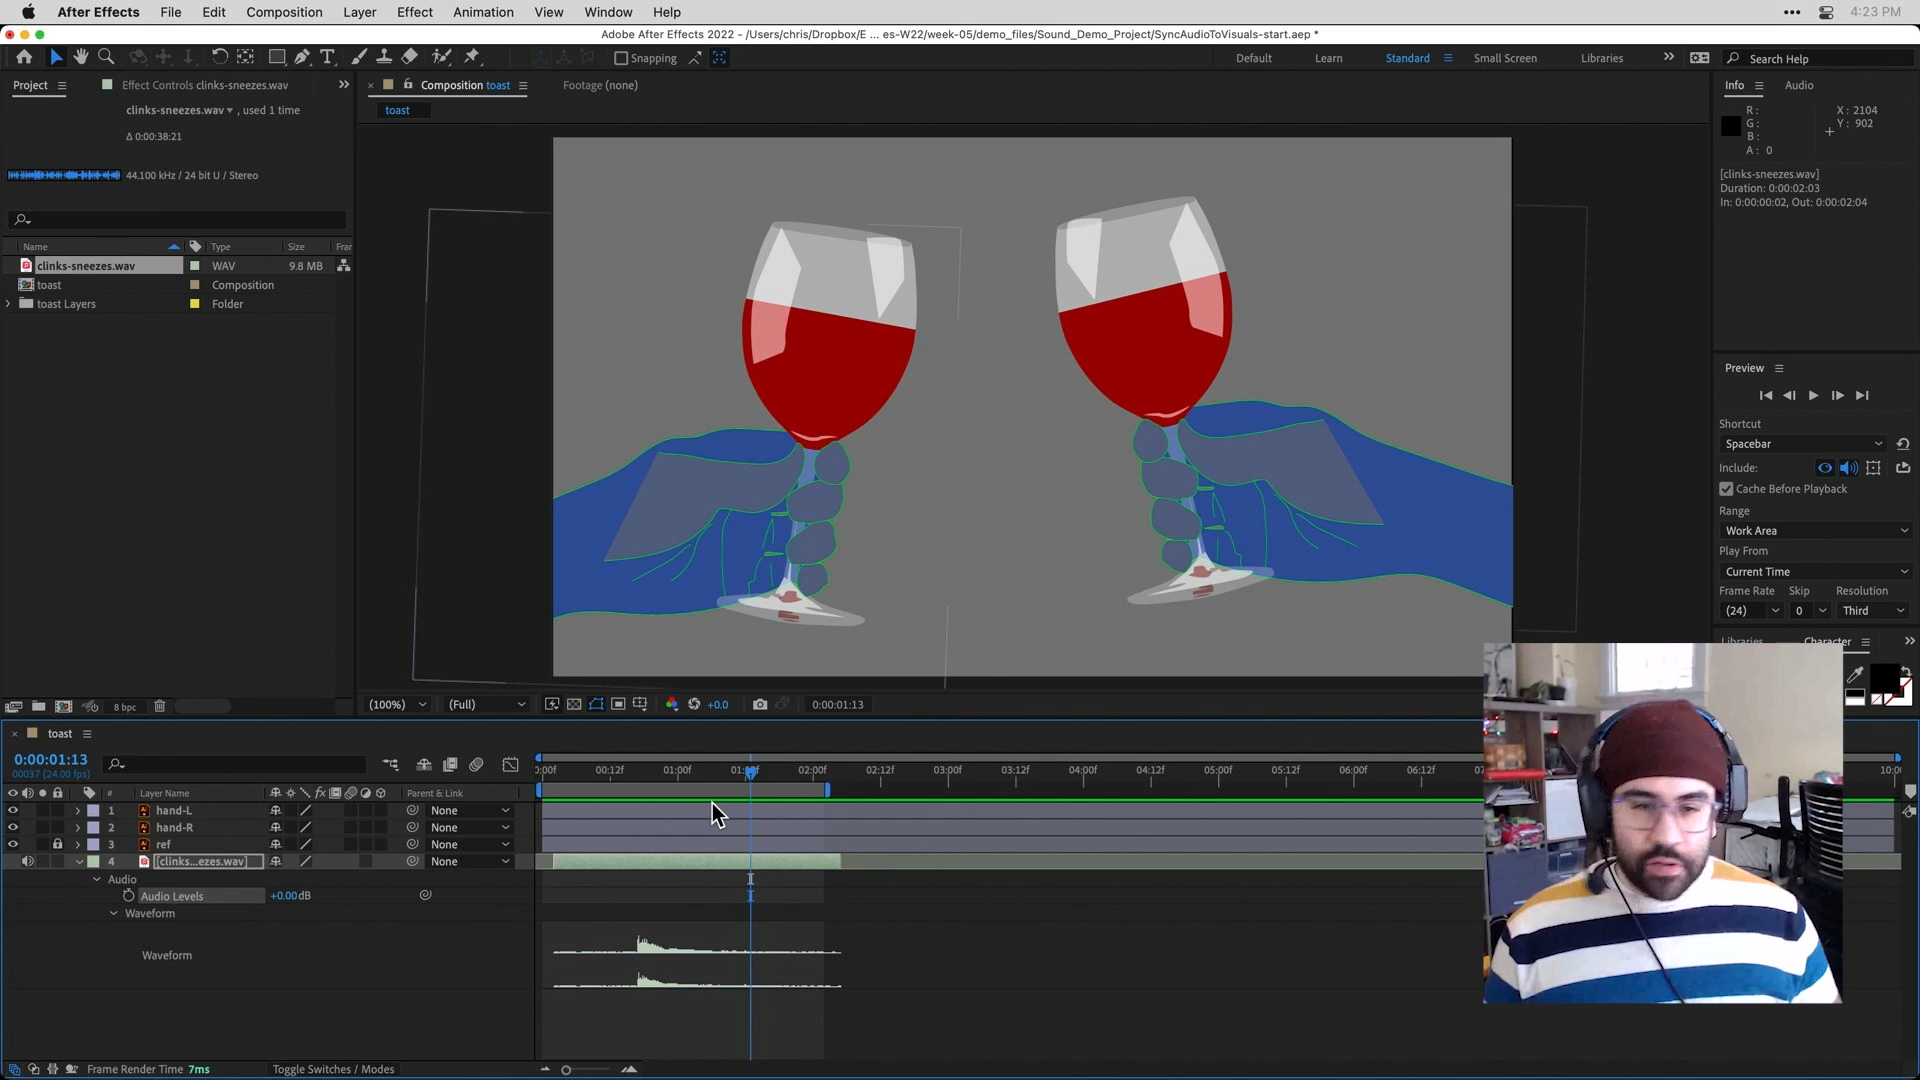 After Effects File Edit Composition Layer Effect Animation View Window Help 4:23 PM
Adobe After Effects 2022 - /Users/chris/Dropbox/E ... es-W22/week-05/demo_files/Sound_Demo_Project/SyncAudioToVisuals-start.aep *
Snapping Default Learn Standard Small Screen Libraries Search Help
Project Effect Controls clinks-sneezes.wav Composition toast Footage (none) Info Audio
clinks-sneezes.wav , used 1 time
Δ 0:00:38:21
toast
R: X : 2104
G: Y : 902
B:
A : 0
44.100 kHz / 24 bit U / Stereo
[clinks-sneezes.wav]
Duration: 0:00:02:03
In: 0:00:00:02, Out: 0:00:02:04
Name Type Size Fran
clinks-sneezes.wav WAV 9.8 MB
toast Composition
toast Layers Folder
Preview
Shortcut
Spacebar
Include:
Cache Before Playback
Range
Work Area
Play From
Current Time
Frame Rate Skip Resolution
(24) 0 Third
Libraries Character
8 bpc (100%) (Full) +0.0 0:00:01:13
toast
0:00:01:13
00037 (24.00 fps)
00:12f 01:00f 02:00f 02:12f 03:00f 03:12f 04:00f 04:12f 05:00f 05:12f 06:00f 06:12f
# Layer Name Parent & Link
1 hand-L None
2 hand-R None
3 ref None
4 [clinks...ezes.wav] None
Audio
Audio Levels +0.00dB
Waveform
Waveform
Frame Render Time 7ms Toggle Switches / Modes